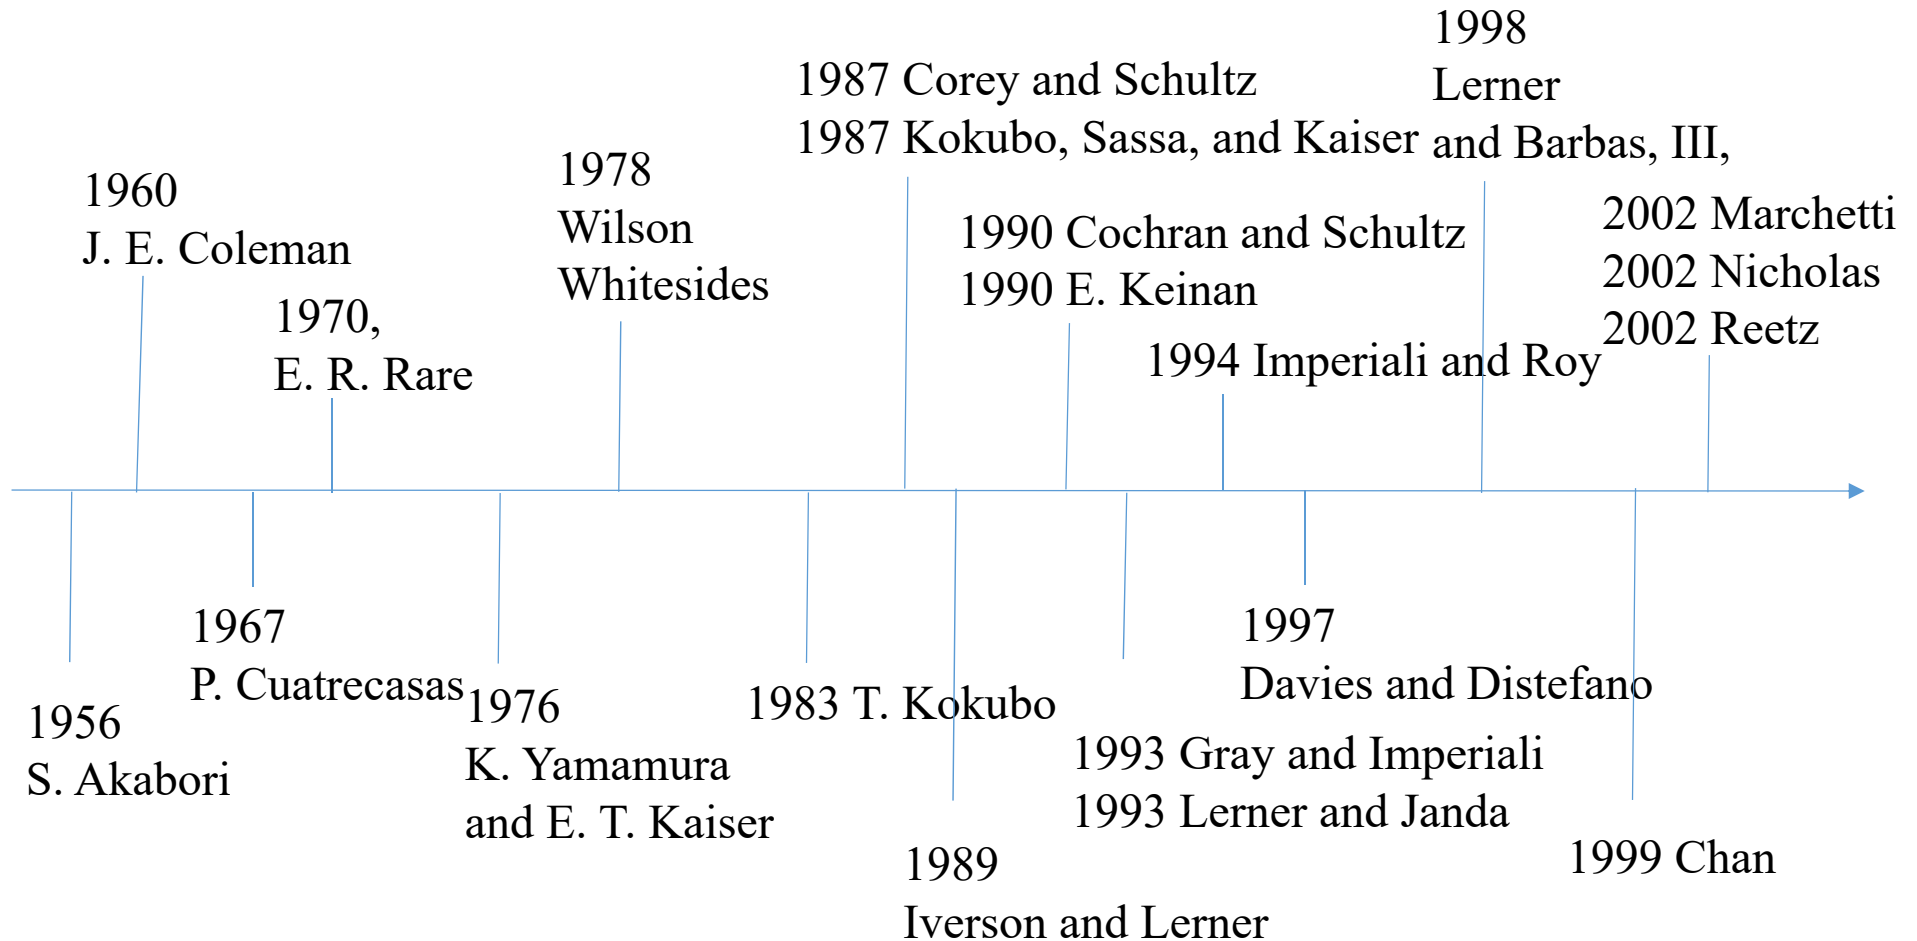 1998
Lerner
and Barbas, III,
1987 Corey and Schultz
1987 Kokubo, Sassa, and Kaiser
1978
Wilson
Whitesides
1960
J. E. Coleman
1970,
E. R. Rare
1990 Cochran and Schultz
1990 E. Keinan
2002 Marchetti
2002 Nicholas
2002 Reetz
1994 Imperiali and Roy
1967
P. Cuatrecasas
1956
S. Akabori
1976
K. Yamamura
and E. T. Kaiser
1983 T. Kokubo
1997
Davies and Distefano
1993 Gray and Imperiali
1993 Lerner and Janda
1989
Iverson and Lerner
1999 Chan